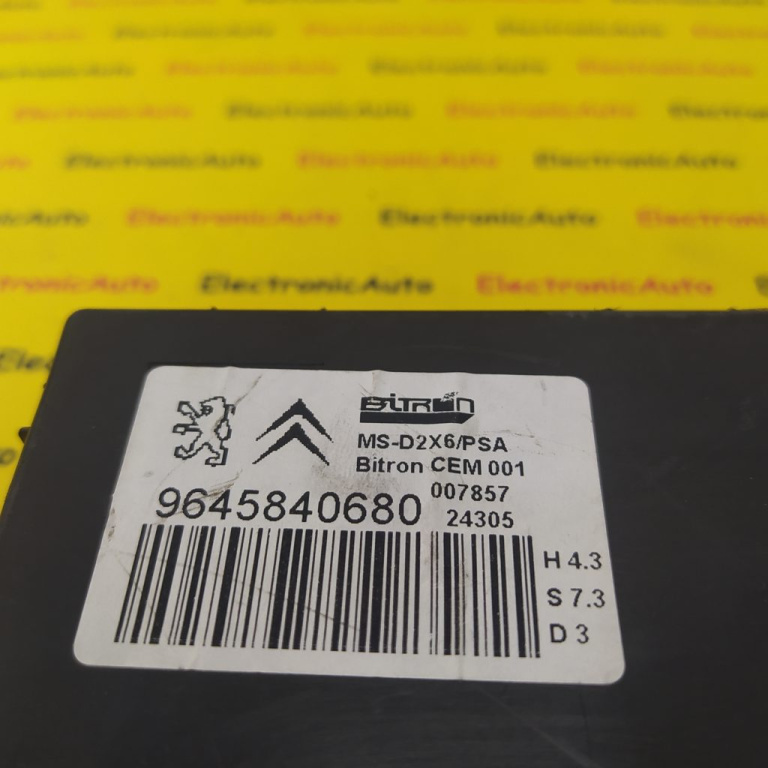 ElectronicAuto ElectronicAuto ElectronicAuto
ElectronicAuto ElectronicAuto ElectronicAuto
ElectronicAuto ElectronicAuto ElectronicAuto
ElectronicAuto ElectronicAuto ElectronicAuto
ElectronicAuto ElectronicAuto
ElectronicAuto ElectronicAuto
BITRON
MS-D2X6/PSA
Bitron CEM 001
007857
9645840680
24305
H 4.3
S 7.3
D 3